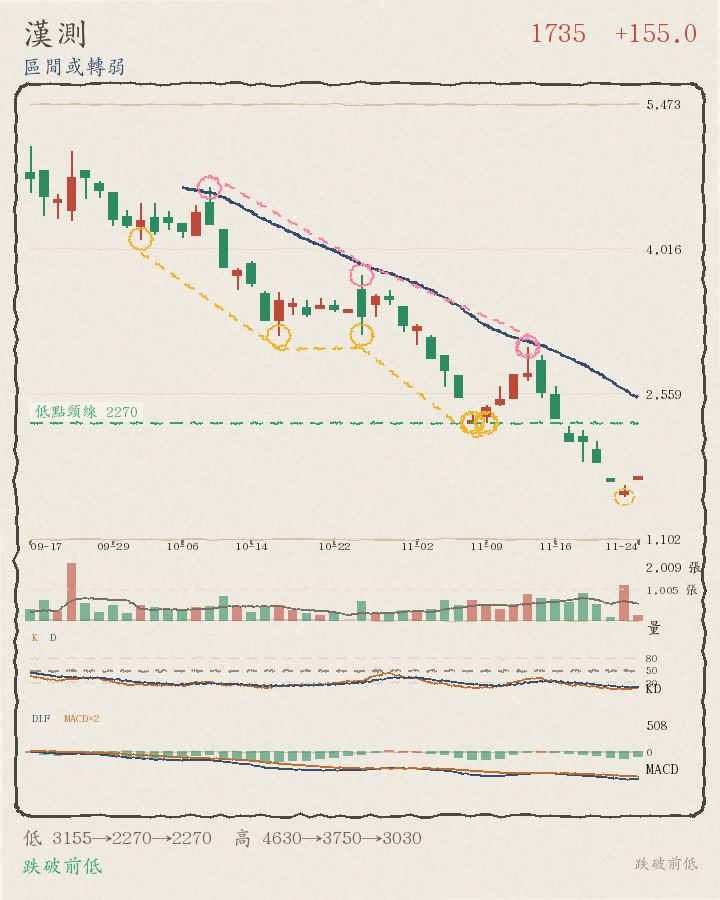 漢測
1735 +155.0
區間或轉弱
5,473
4,016
2,559
低點頸線 2270
1,102
09-17 09-29 10-06 10-14 10-22 11-02 11-09 11-16 11-24
2,009 張
1,005 張
量
K D
80
50
KD
DIF MACD×2
508
0
MACD
低 3155→2270→2270 高 4630→3750→3030
跌破前低
跌破前低